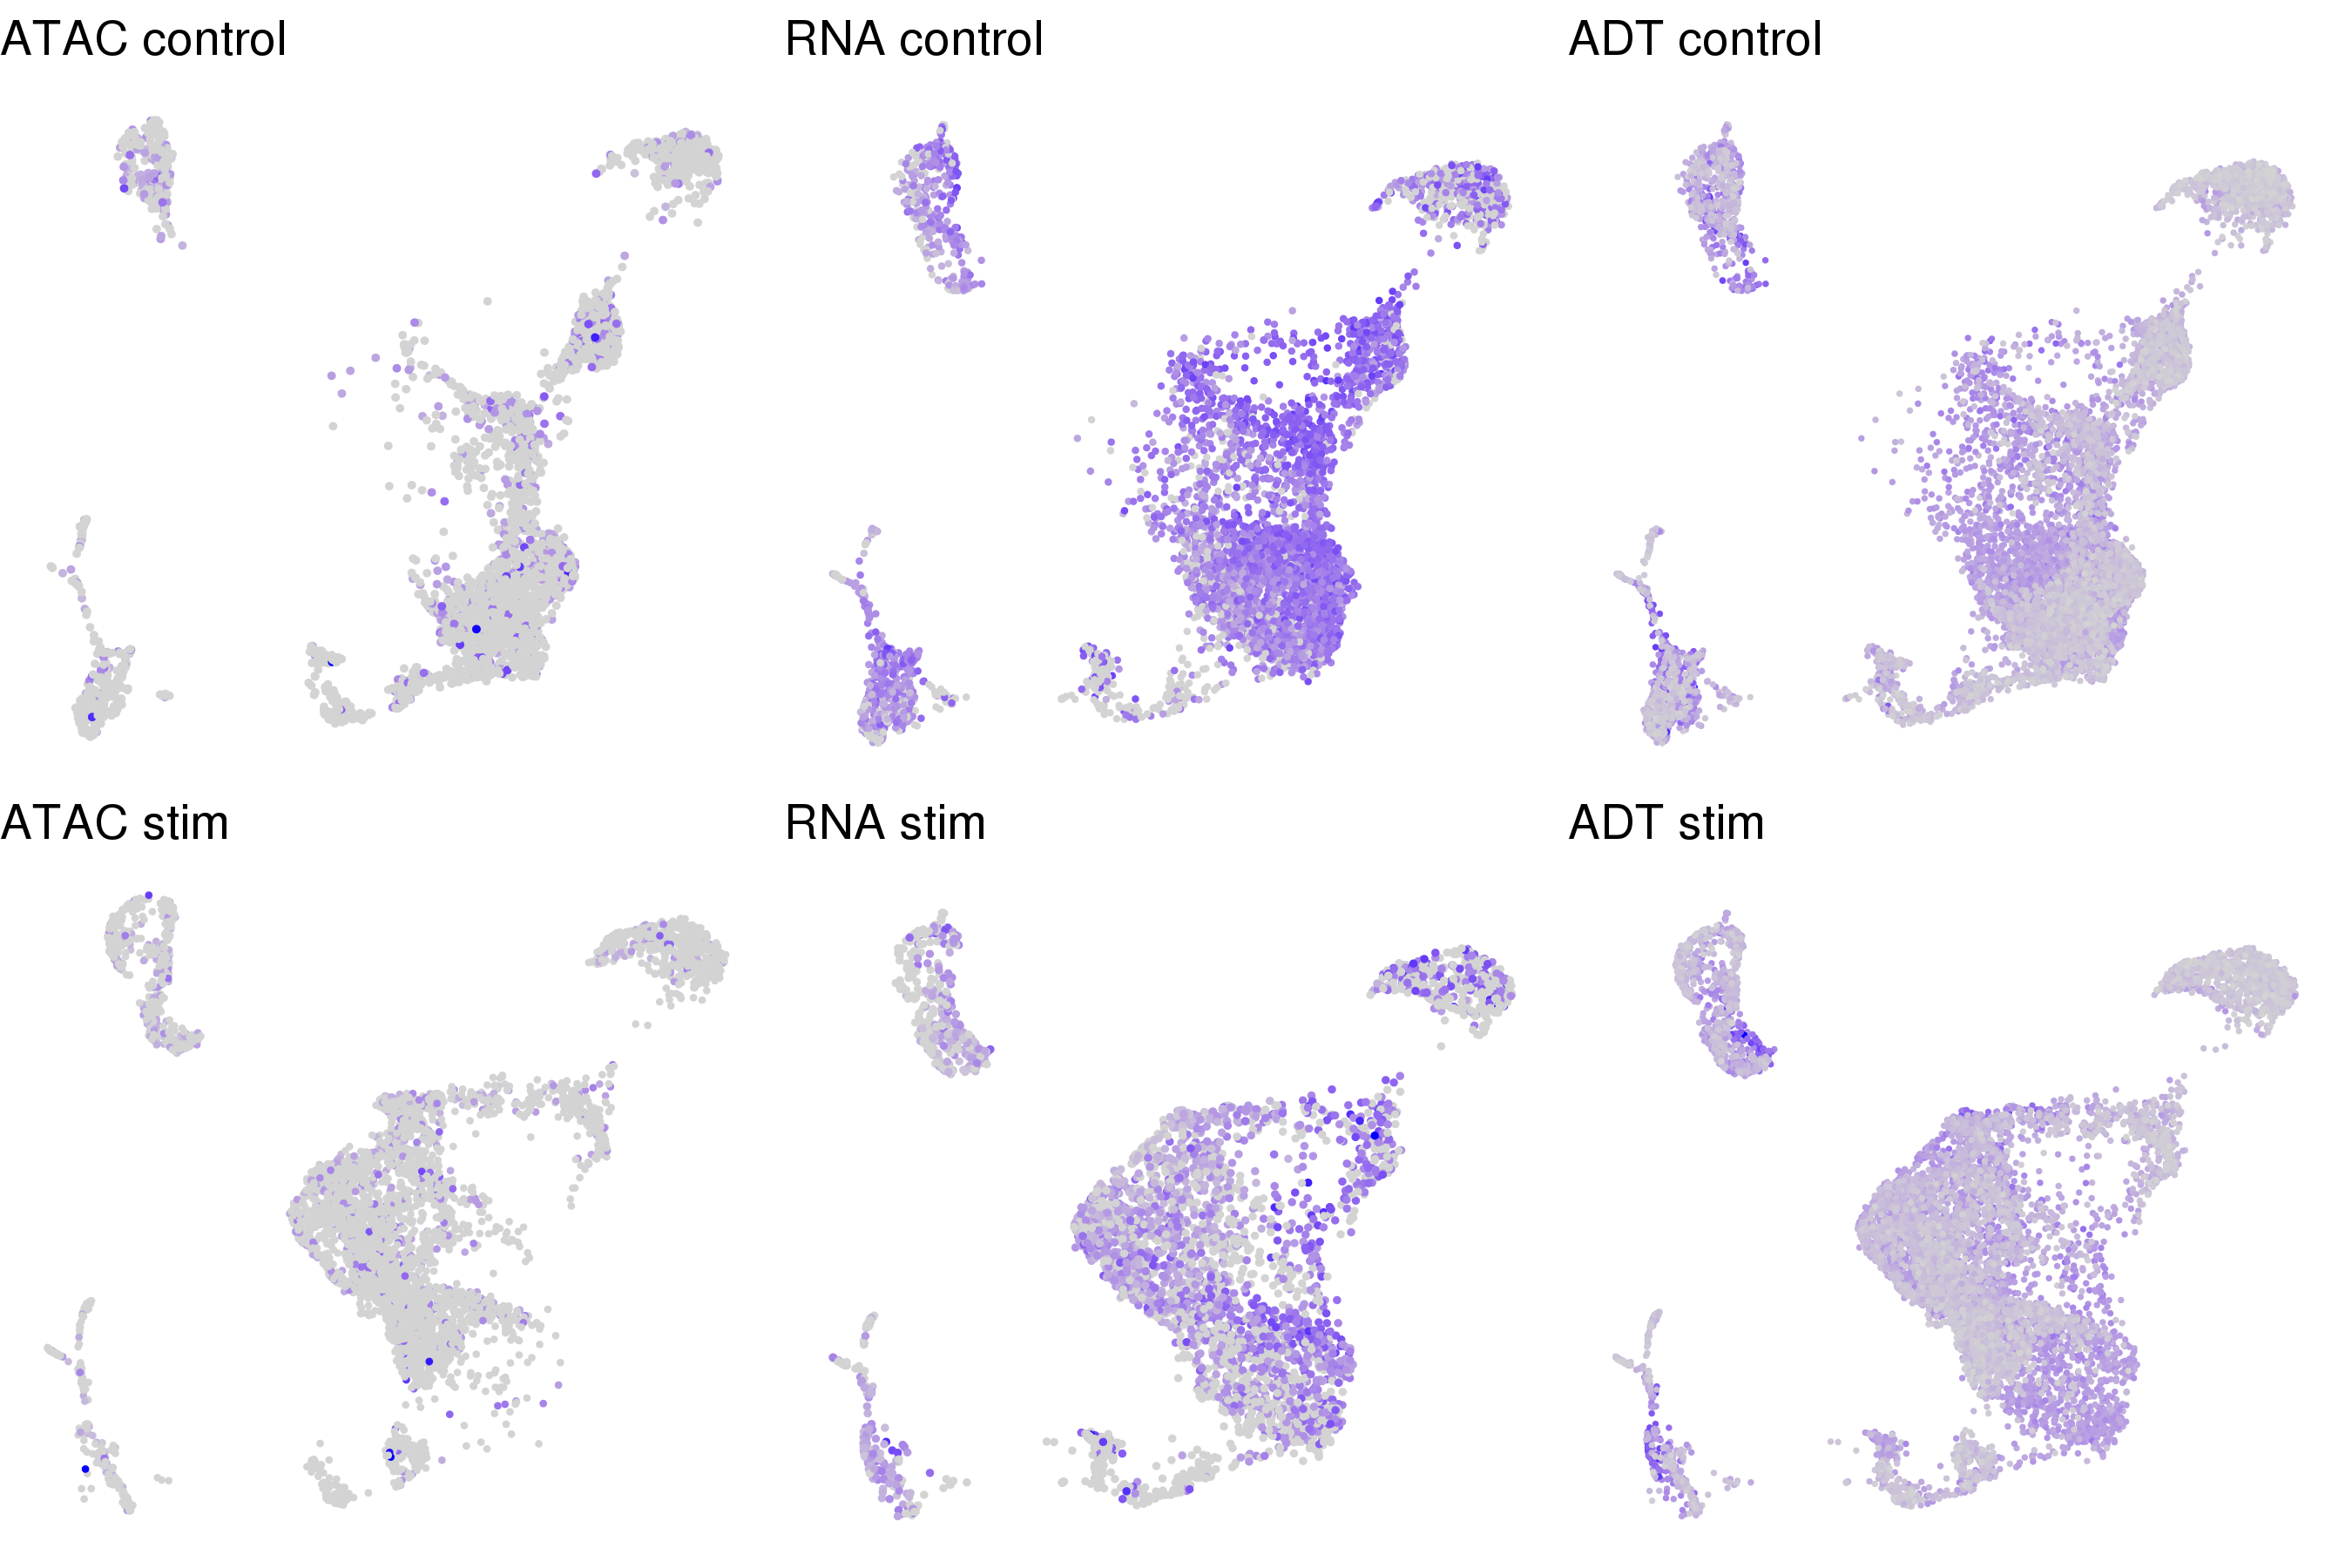 ATAC control
RNA control
ADT control
ATAC stim
RNA stim
ADT stim